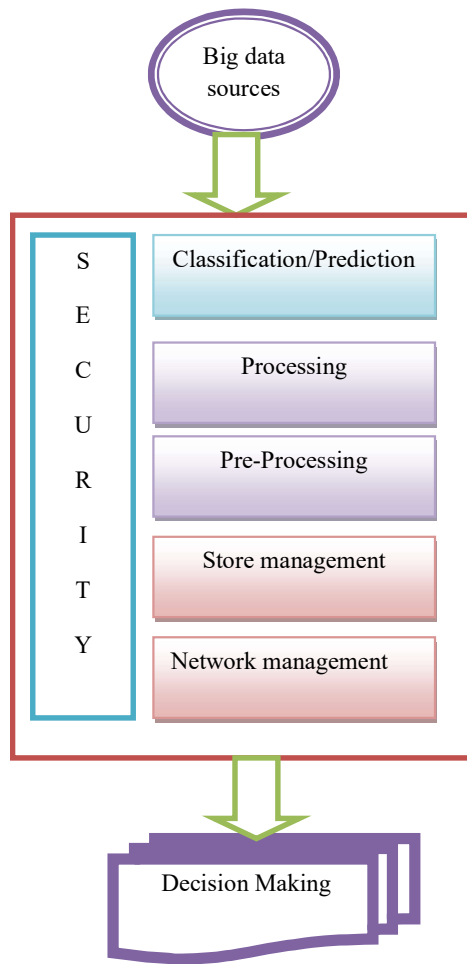 Big data
sources
S
E
C
U
R
I
T
Y
Classification/Prediction
Processing
Pre-Processing
Store management
Network management
Decision Making